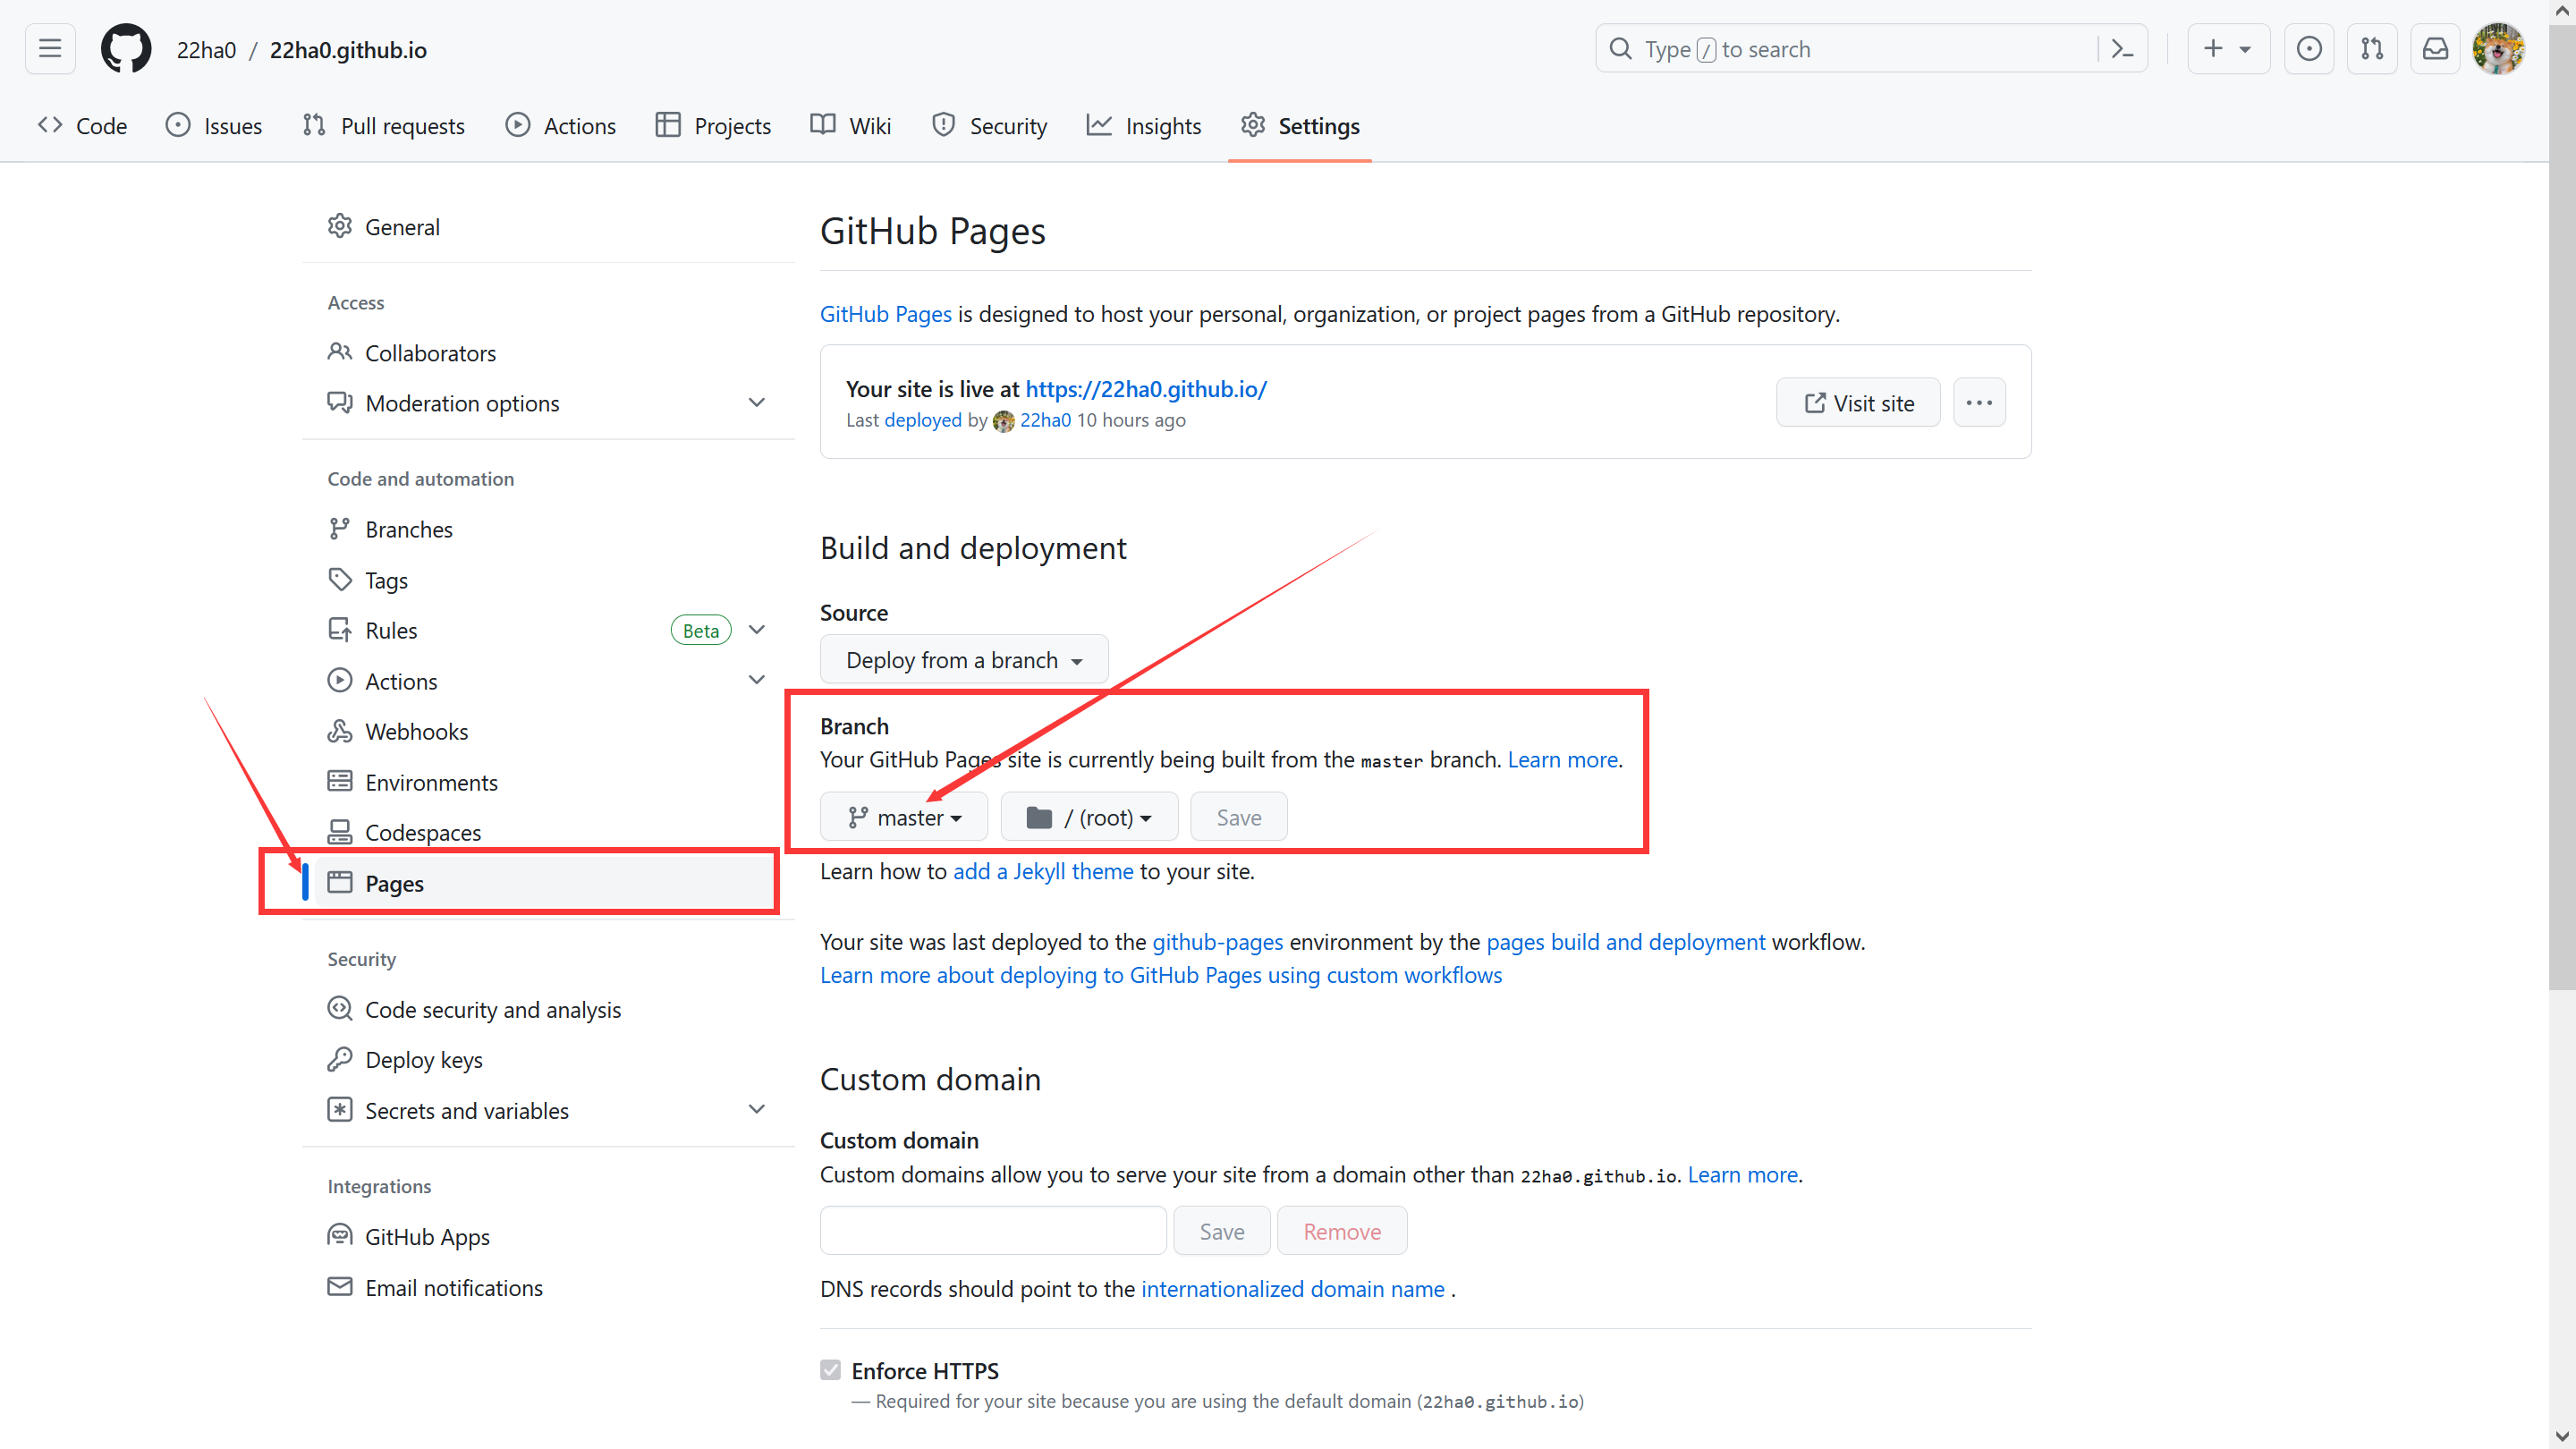 22ha0 / 22ha0.github.io
Type / to search
Code Issues Pull requests Actions Projects Wiki Security Insights Settings
General
Access
Collaborators
Moderation options
Code and automation
Branches
Tags
Rules Beta
Actions
Webhooks
Environments
Codespaces
Pages
Security
Code security and analysis
Deploy keys
Secrets and variables
Integrations
GitHub Apps
Email notifications
GitHub Pages
GitHub Pages is designed to host your personal, organization, or project pages from a GitHub repository.
Your site is live at https://22ha0.github.io/
Last deployed by 22ha0 10 hours ago
Visit site
Build and deployment
Source
Deploy from a branch
Branch
Your GitHub Pages site is currently being built from the master branch. Learn more.
master / (root) Save
Learn how to add a Jekyll theme to your site.
Your site was last deployed to the github-pages environment by the pages build and deployment workflow.
Learn more about deploying to GitHub Pages using custom workflows
Custom domain
Custom domain
Custom domains allow you to serve your site from a domain other than 22ha0.github.io. Learn more.
Save Remove
DNS records should point to the internationalized domain name .
Enforce HTTPS
— Required for your site because you are using the default domain (22ha0.github.io)